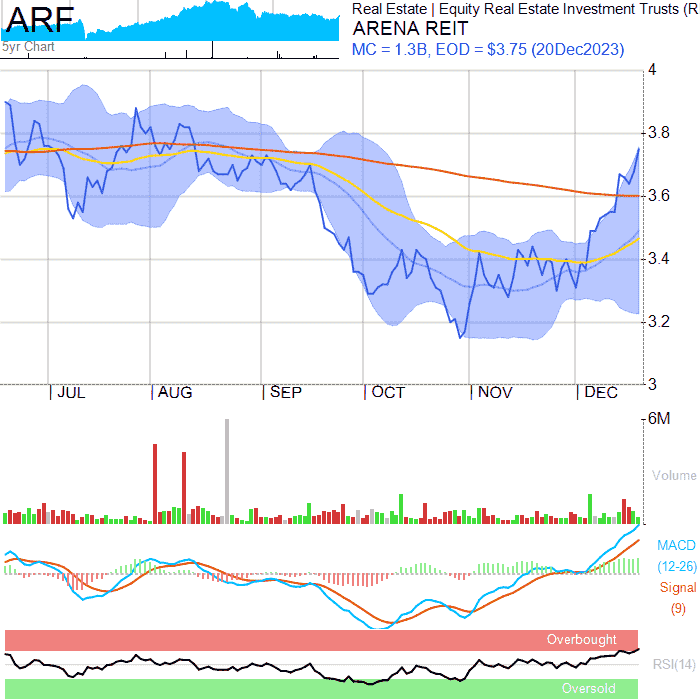 ARF
Real Estate | Equity Real Estate Investment Trusts (R
ARENA REIT
MC = 1.3B, EOD = $3.75 (20Dec2023)
5yr Chart
4
3.8
3.6
3.4
3.2
3
JUL AUG SEP OCT NOV DEC
6M
Volume
MACD
(12-26)
Signal
(9)
Overbought
RSI(14)
Oversold